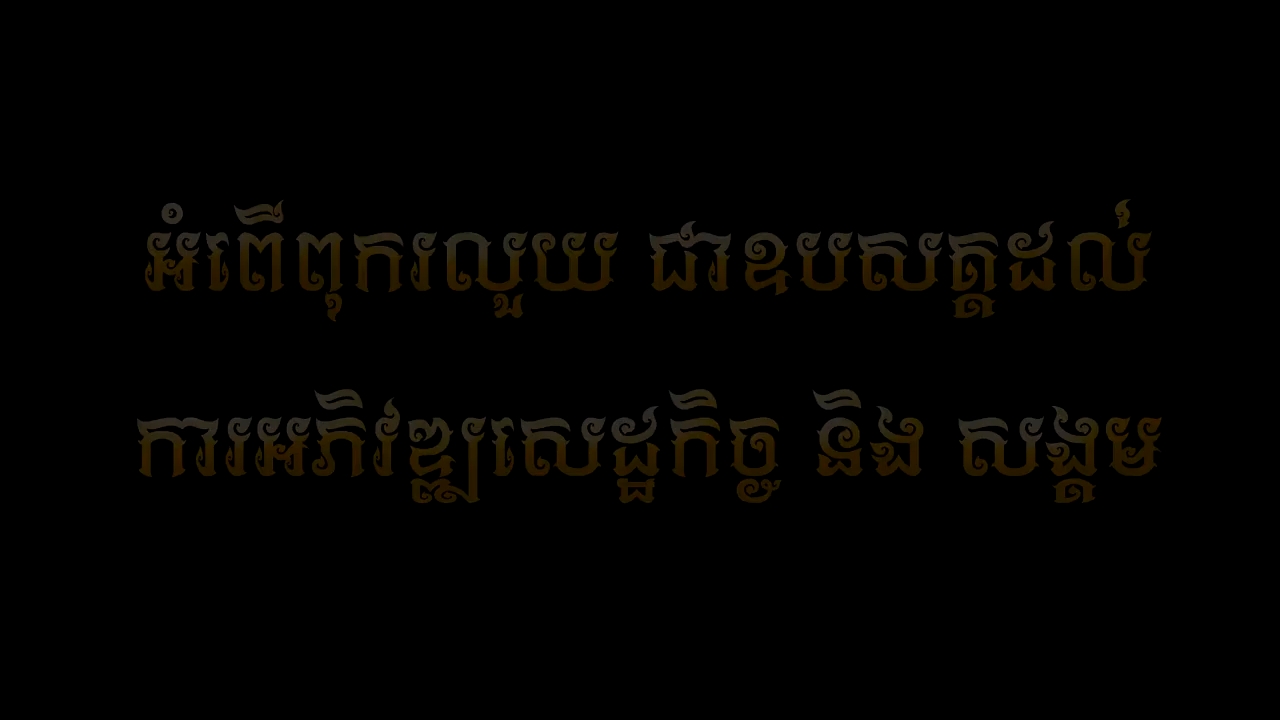 អំពើពុករលួយ ជាឧបសគ្គដល់
ការអភិវឌ្ឍសេដ្ឋកិច្ច និង សង្គម